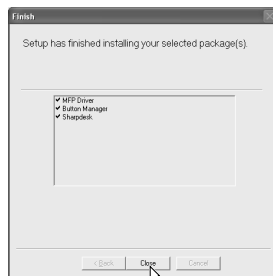 Finish
Setup has finished installing your selected package(s).
MFP Driver
Button Manager
Sharpdesk
< Back
Close
Cancel